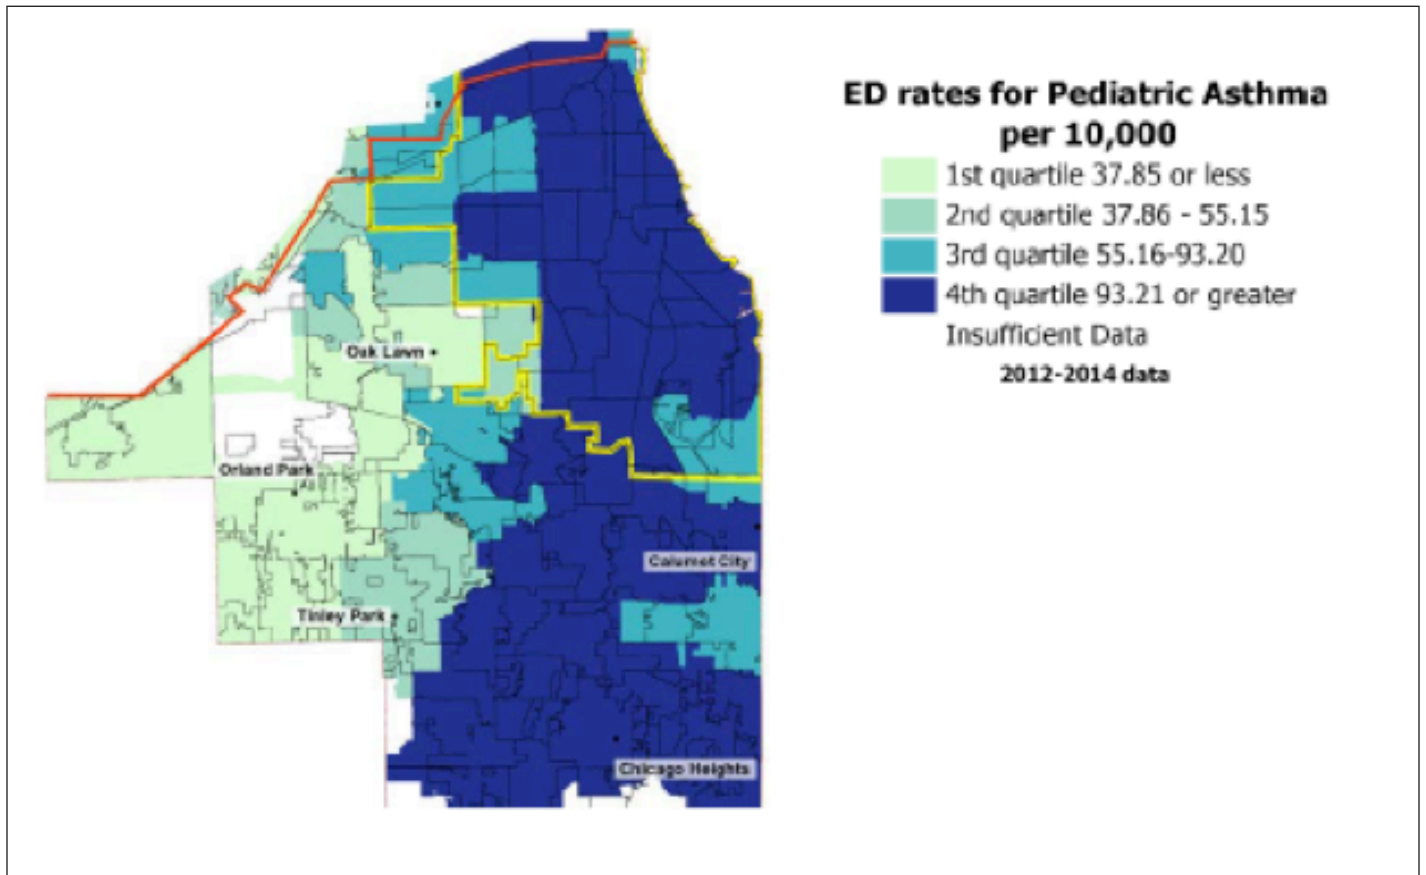 ED rates for Pediatric Asthma
per 10,000
1st quartile 37.85 or less
2nd quartile 37.86 - 55.15
3rd quartile 55.16-93.20
4th quartile 93.21 or greater
Insufficient Data
2012-2014 data
Oak Lawn
Orland Park
Calumet City
Tinley Park
Chicago Heights